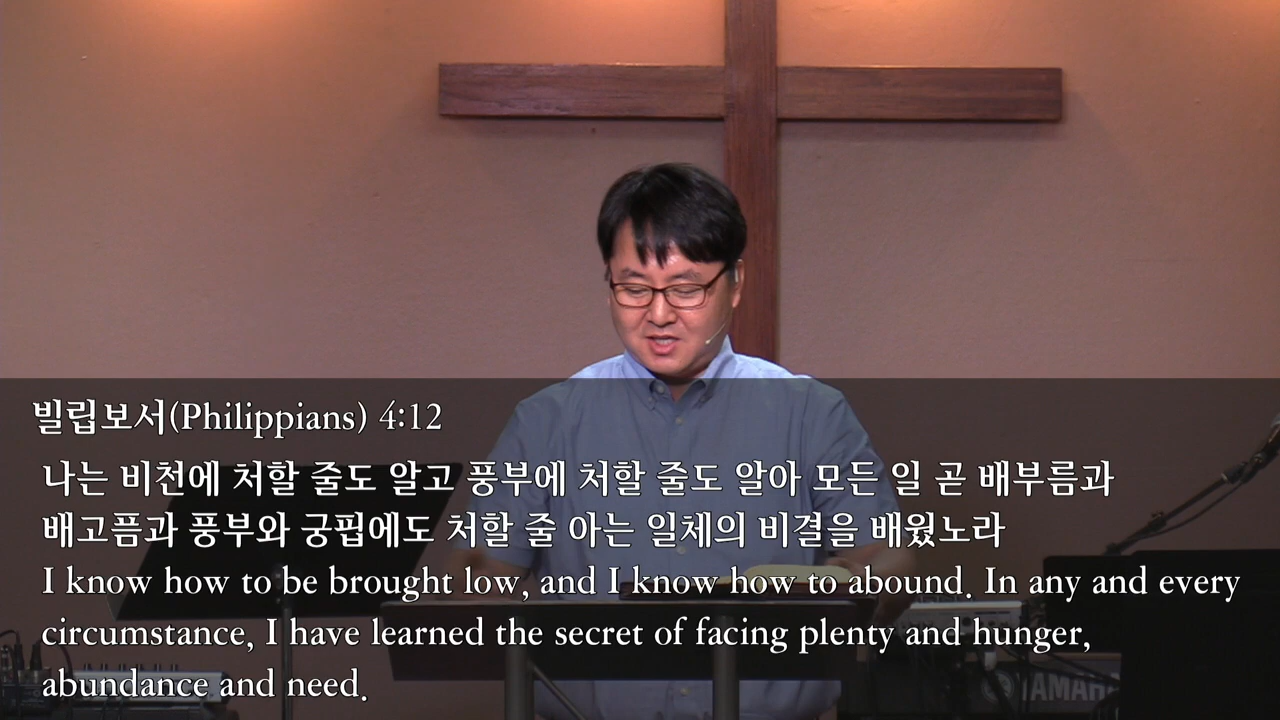 빌립보서(Philippians) 4:12
나는 비천에 처할 줄도 알고 풍부에 처할 줄도 알아 모든 일 곧 배부름과
배고픔과 풍부와 궁핍에도 처할 줄 아는 일체의 비결을 배웠노라
I know how to be brought low, and I know how to abound. In any and every
circumstance, I have learned the secret of facing plenty and hunger,
abundance and need.
YAMAHA